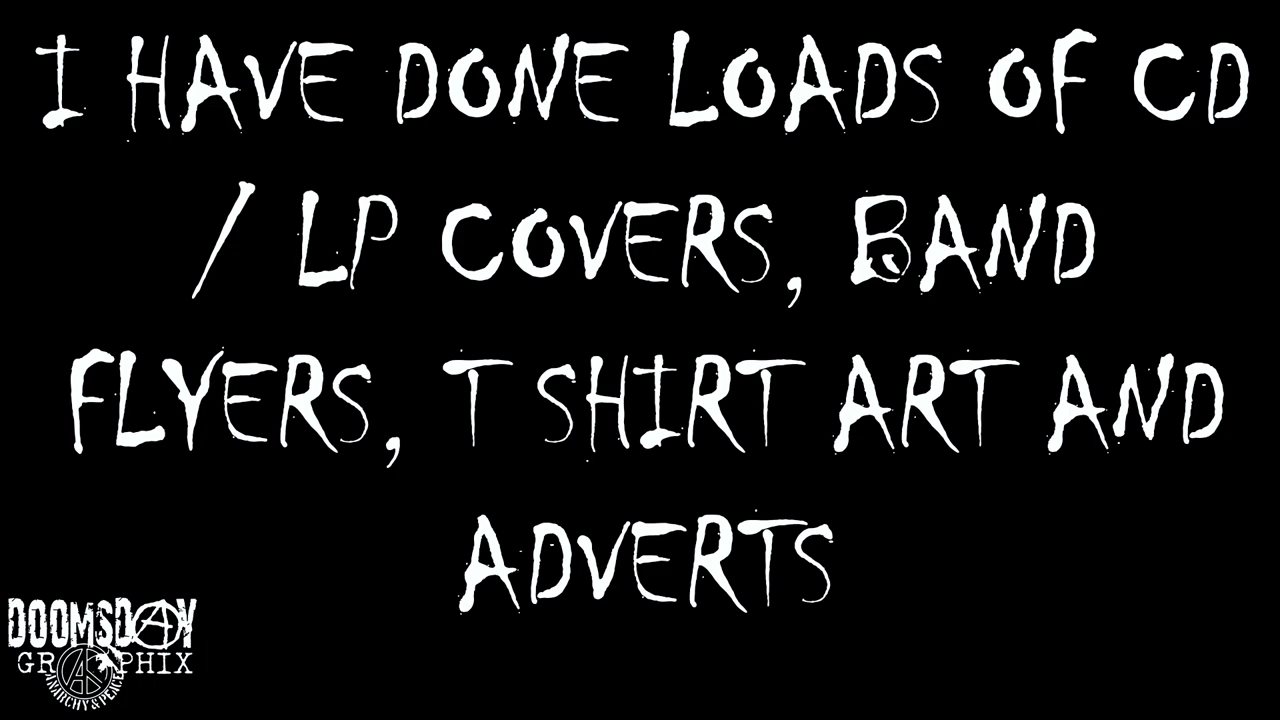 I HAVE DONE LOADS OF CD
/ LP COVERS, BAND
FLYERS, T SHIRT ART AND
ADVERTS
DOOMSDAY
GRAPHIX
ANARCHY & PEACE